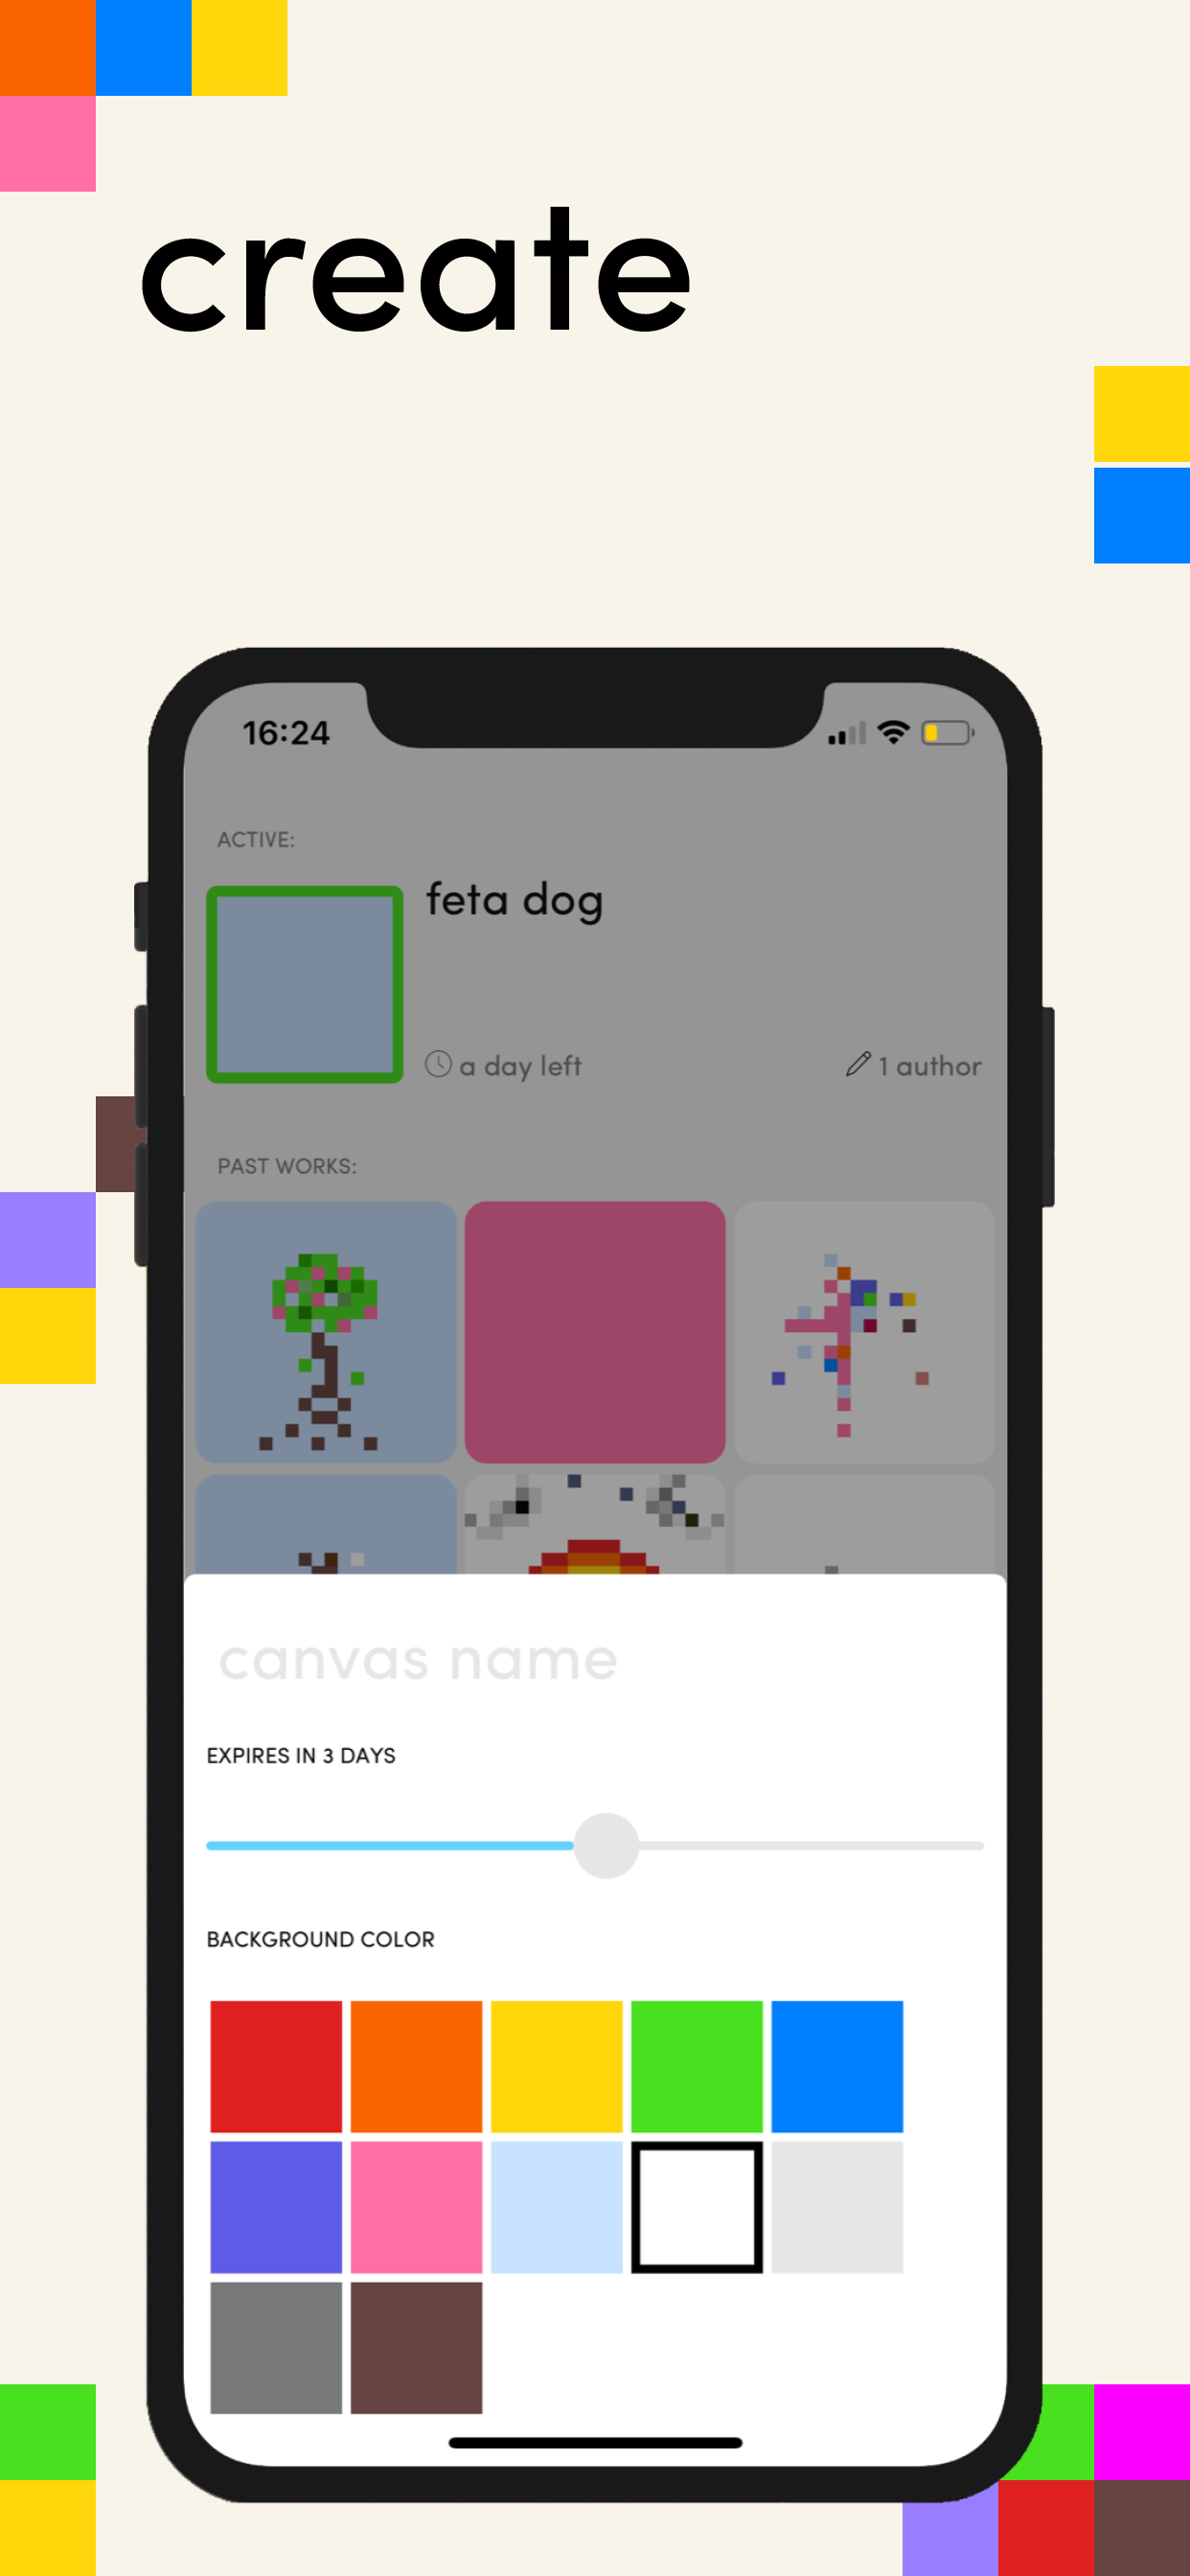 create
16:24
ACTIVE:
feta dog
a day left
1 author
PAST WORKS:
canvas name
EXPIRES IN 3 DAYS
BACKGROUND COLOR